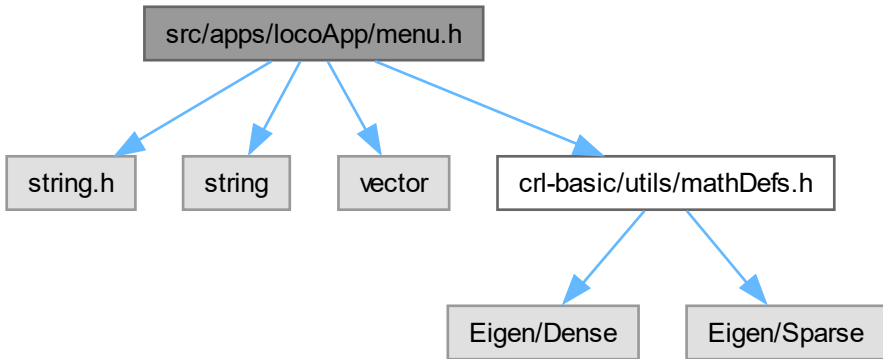 src/apps/locoApp/menu.h
string.h
string
vector
crl-basic/utils/mathDefs.h
Eigen/Dense
Eigen/Sparse